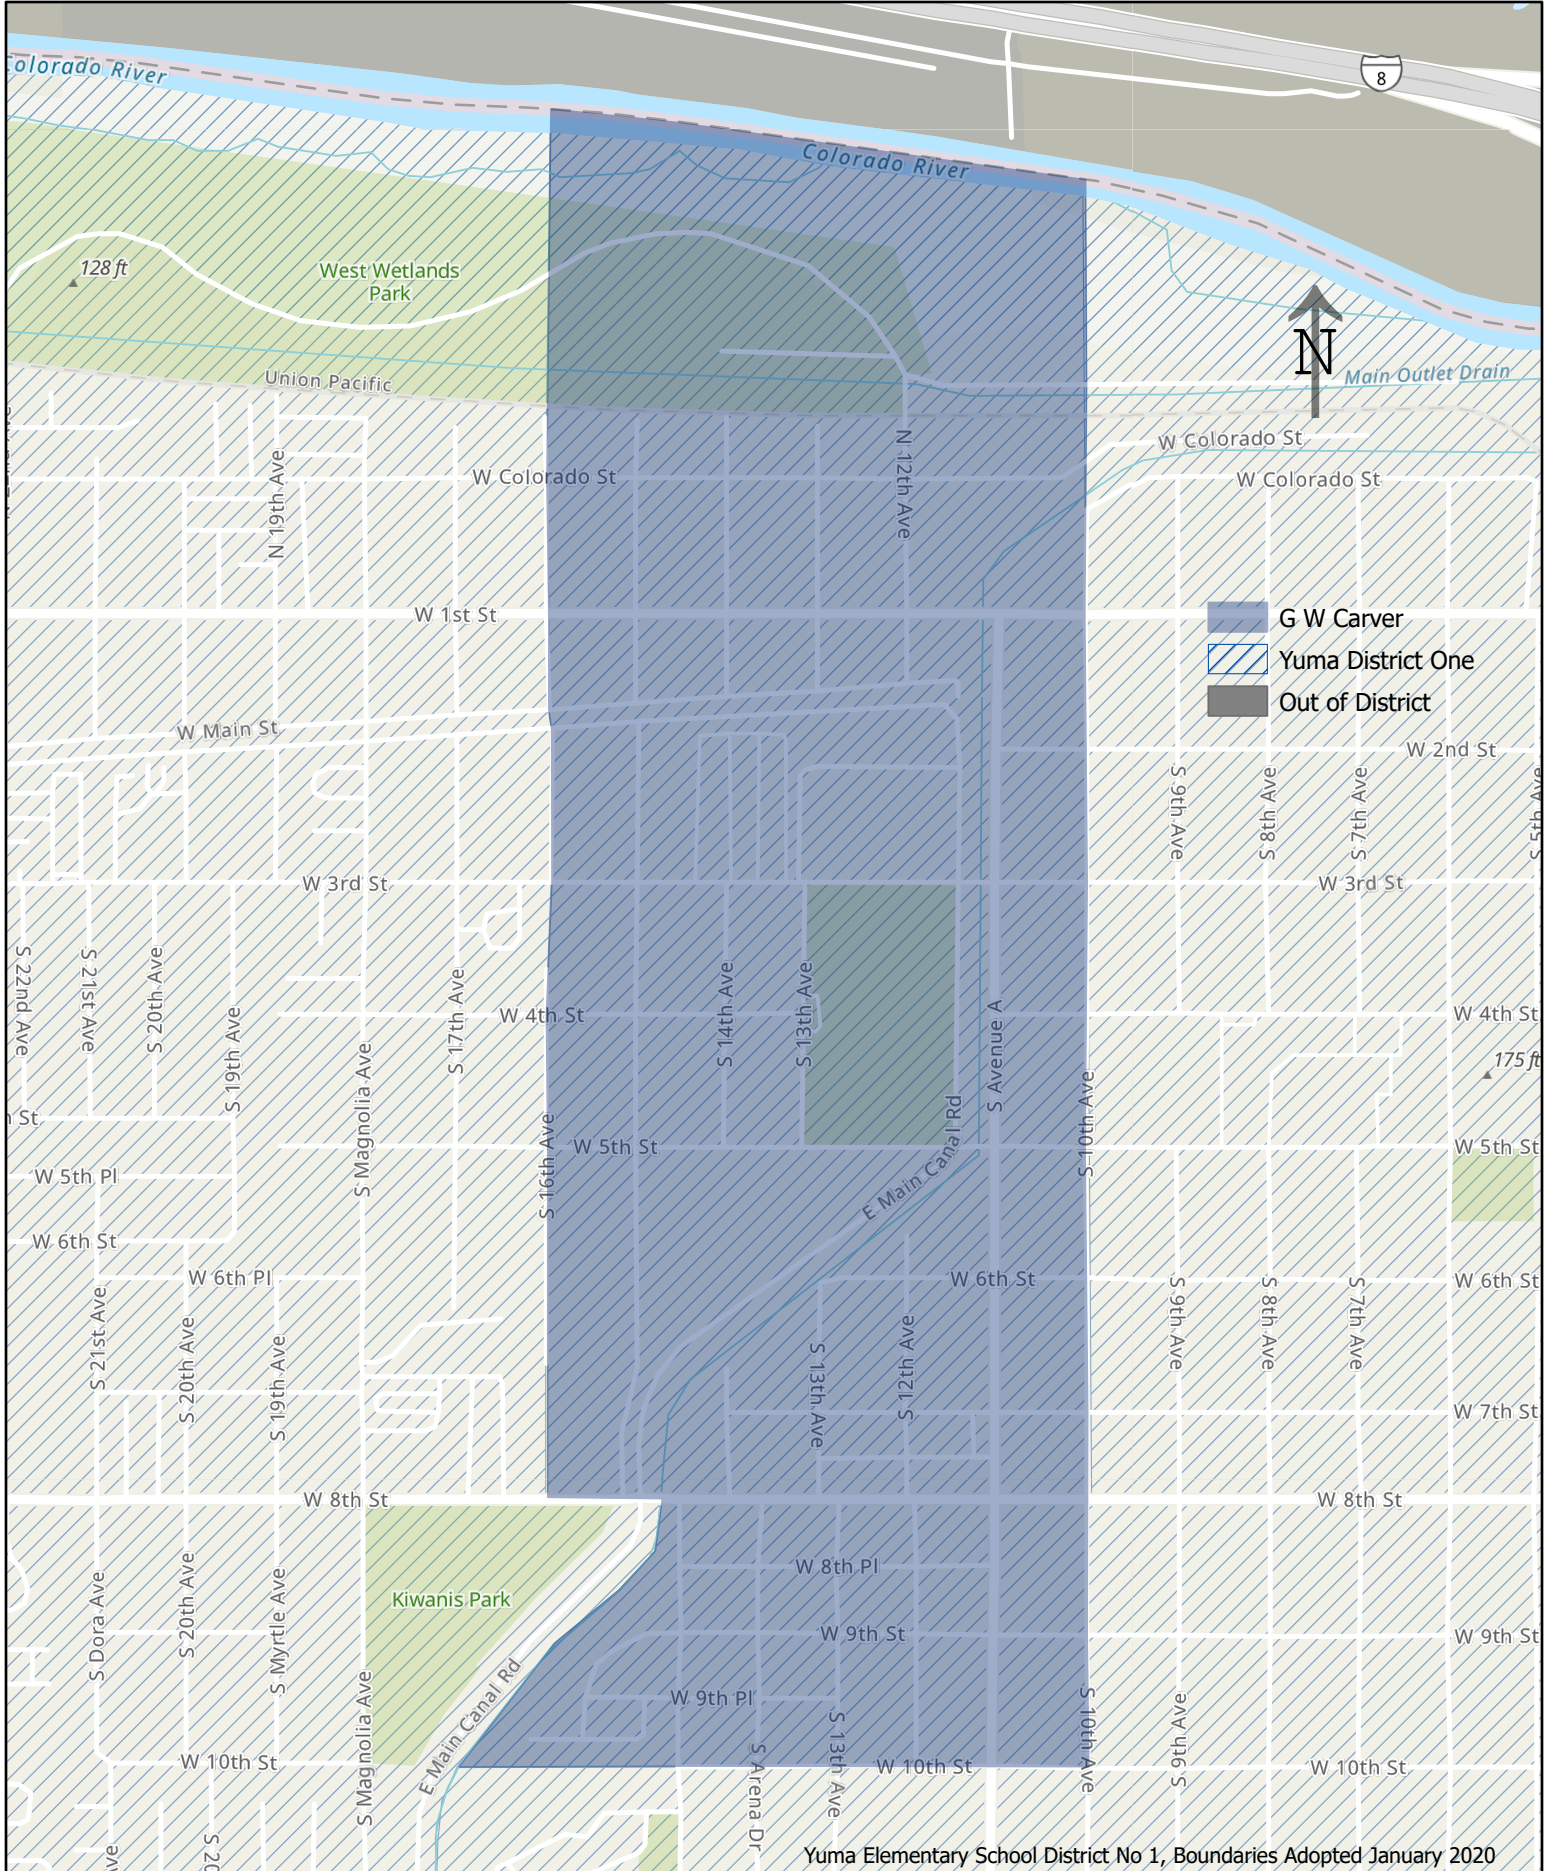 8
Colorado River
Colorado River
128 ft
West Wetlands
Park
N
Main Outlet Drain
Union Pacific
W Colorado St
W Colorado St
W Colorado St
N 19th Ave
N 12th Ave
W 1st St
G W Carver
Yuma District One
Out of District
W Main St
W 2nd St
S 9th Ave
S 8th Ave
S 7th Ave
S 5th Ave
W 3rd St
W 3rd St
S 22nd Ave
S 21st Ave
S 20th Ave
S 19th Ave
S Magnolia Ave
S 17th Ave
W 4th St
S 14th Ave
S 13th Ave
S Avenue A
W 4th St
175 ft
S 10th Ave
S 16th Ave
h St
W 5th St
W 5th St
W 5th Pl
E Main Canal Rd
W 6th St
W 6th Pl
W 6th St
W 6th St
S 21st Ave
S 20th Ave
S 19th Ave
S 13th Ave
S 12th Ave
S 9th Ave
S 8th Ave
S 7th Ave
W 7th St
W 8th St
W 8th St
W 8th Pl
Kiwanis Park
S Dora Ave
S 20th Ave
S Myrtle Ave
S Magnolia Ave
W 9th St
W 9th St
E Main Canal Rd
W 9th Pl
S 13th Ave
S Arena Dr
S 10th Ave
S 9th Ave
W 10th St
W 10th St
W 10th St
ve
S 20
Yuma Elementary School District No 1, Boundaries Adopted January 2020